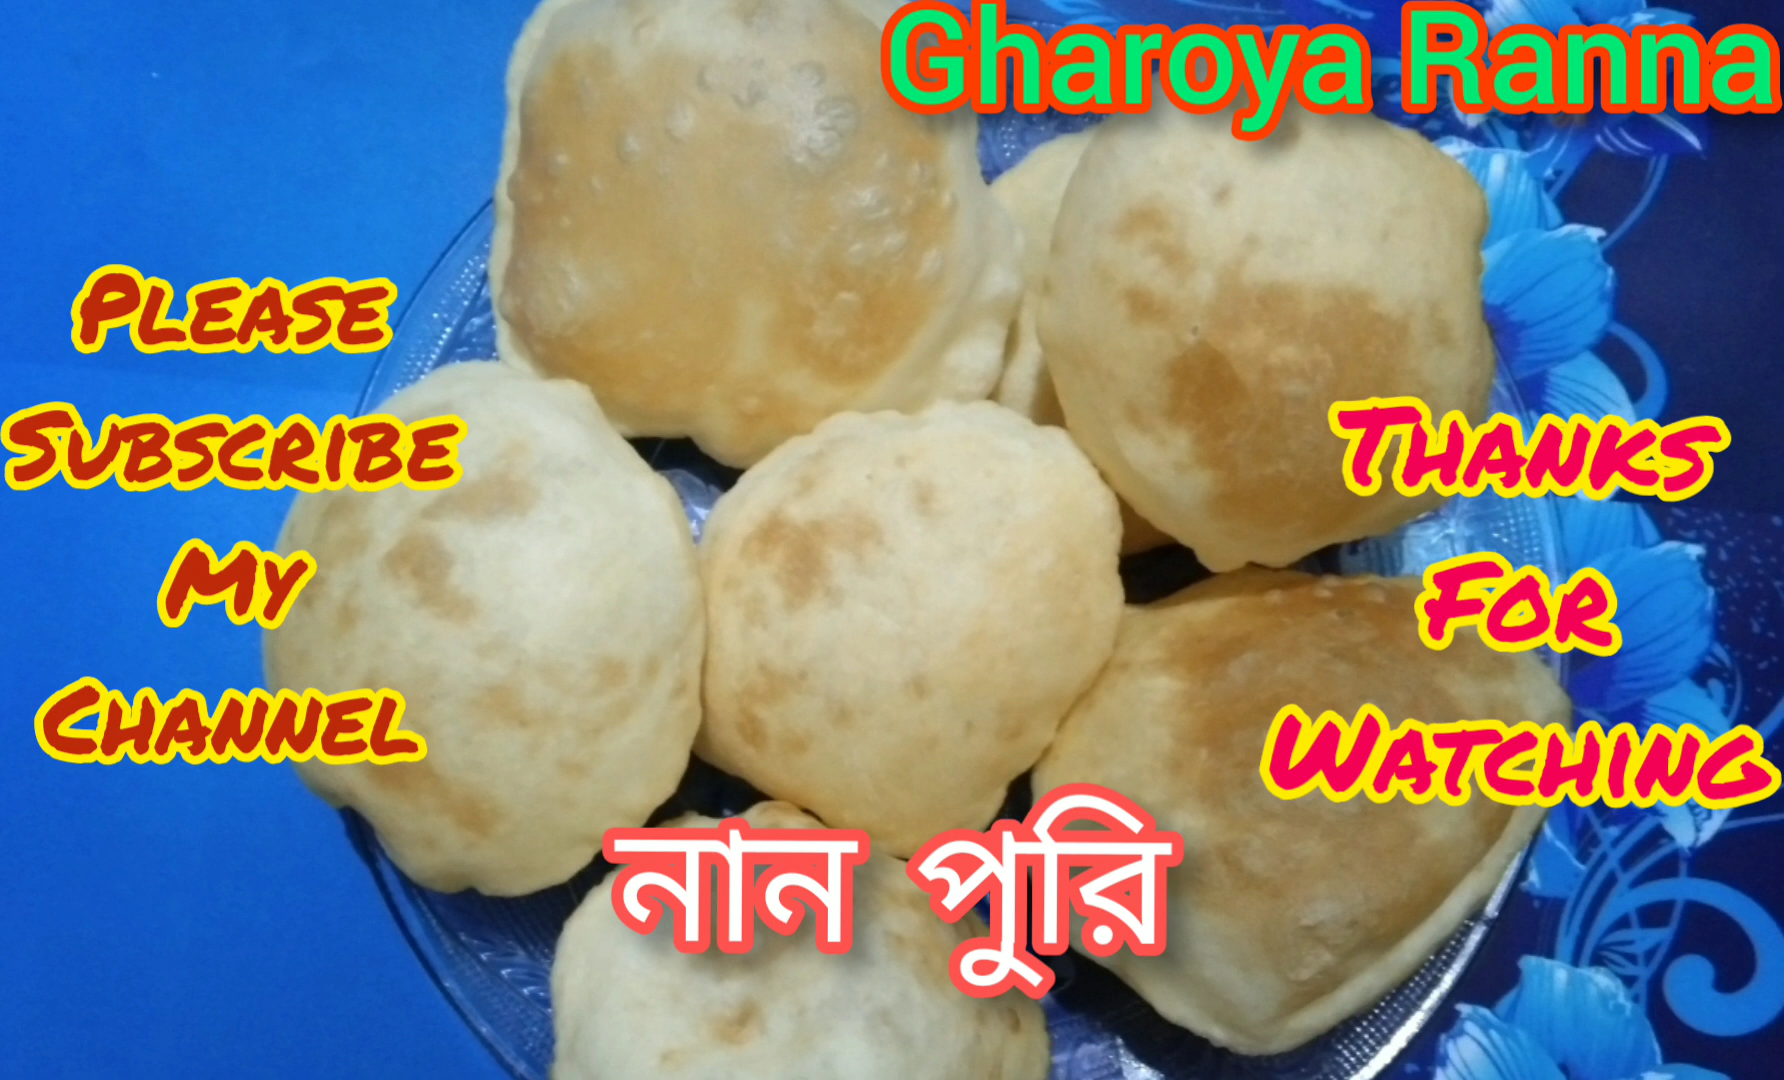 Gharoya Ranna
Please
Subscribe
My
Channel
Thanks
For
Watching
নান পুরি